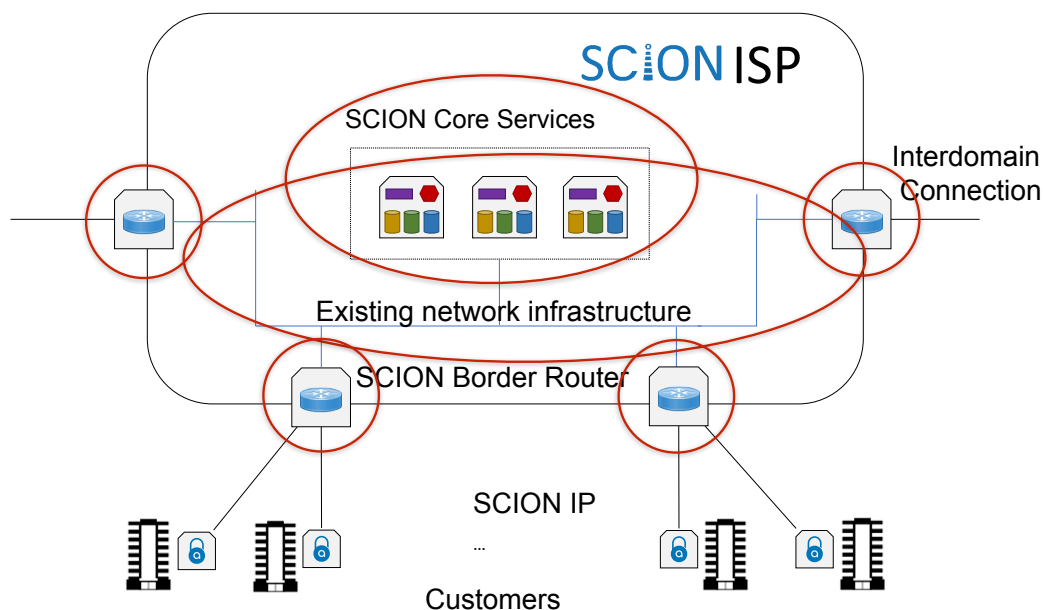 SCION ISP
SCION Core Services
Interdomain
Connection
Existing network infrastructure
SCION Border Router
SCION IP
...
a
a
a
a
Customers